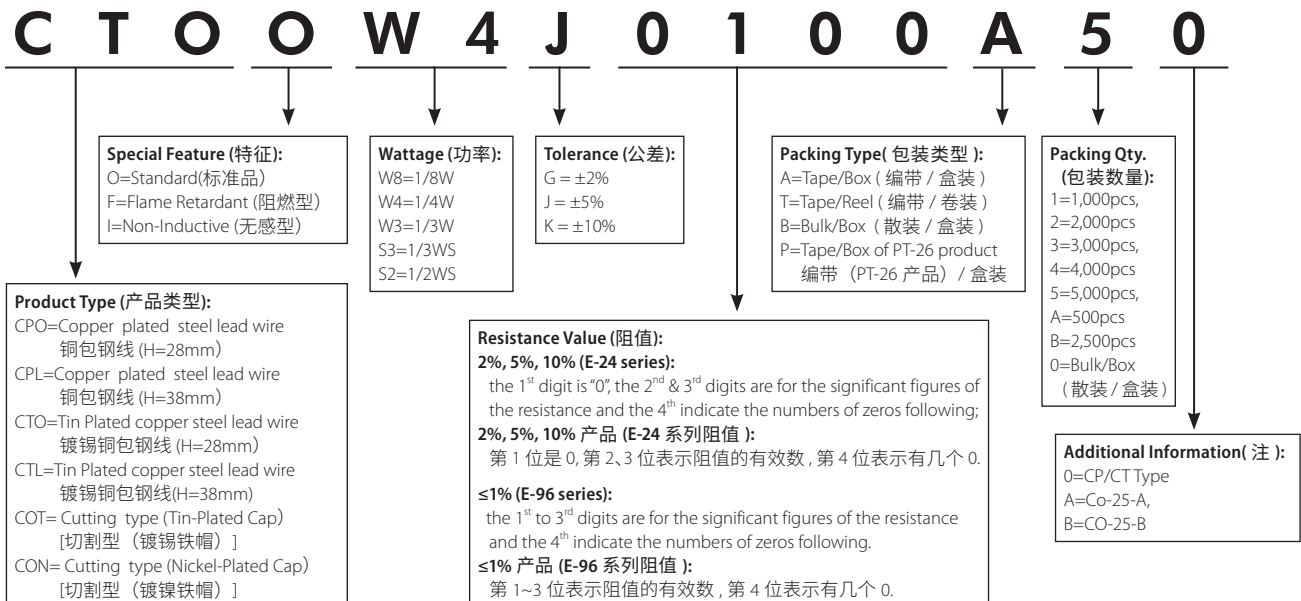 C T O O W 4 J 0 1 0 0 A 5 0
Special Feature (特征):
O=Standard(标准品)
F=Flame Retardant (阻燃型)
I=Non-Inductive (无感型)
Wattage (功率):
W8=1/8W
W4=1/4W
W3=1/3W
S3=1/3WS
S2=1/2WS
Tolerance (公差):
G = ±2%
J = ±5%
K = ±10%
Packing Type( 包装类型 ):
A=Tape/Box ( 编带 / 盒装 )
T=Tape/Reel ( 编带 / 卷装 )
B=Bulk/Box ( 散装 / 盒装 )
P=Tape/Box of PT-26 product
编带（PT-26 产品）/ 盒装
Packing Qty.
(包装数量):
1=1,000pcs,
2=2,000pcs
3=3,000pcs,
4=4,000pcs
5=5,000pcs,
A=500pcs
B=2,500pcs
0=Bulk/Box
( 散装 / 盒装 )
Product Type (产品类型):
CPO=Copper plated steel lead wire
铜包钢线 (H=28mm)
CPL=Copper plated steel lead wire
铜包钢线 (H=38mm)
CTO=Tin Plated copper steel lead wire
镀锡铜包钢线 (H=28mm)
CTL=Tin Plated copper steel lead wire
镀锡铜包钢线(H=38mm)
COT= Cutting type (Tin-Plated Cap)
[切割型（镀锡铁帽）]
CON= Cutting type (Nickel-Plated Cap)
[切割型（镀镍铁帽）]
Resistance Value (阻值):
2%, 5%, 10% (E-24 series):
the 1st digit is "0", the 2nd & 3rd digits are for the significant figures of
the resistance and the 4th indicate the numbers of zeros following;
2%, 5%, 10% 产品 (E-24 系列阻值 ):
第 1 位是 0, 第 2、3 位表示阻值的有效数 , 第 4 位表示有几个 0.
≤1% (E-96 series):
the 1st to 3rd digits are for the significant figures of the resistance
and the 4th indicate the numbers of zeros following.
≤1% 产品 (E-96 系列阻值 ):
第 1~3 位表示阻值的有效数 , 第 4 位表示有几个 0.
Additional Information( 注 ):
0=CP/CT Type
A=Co-25-A,
B=CO-25-B